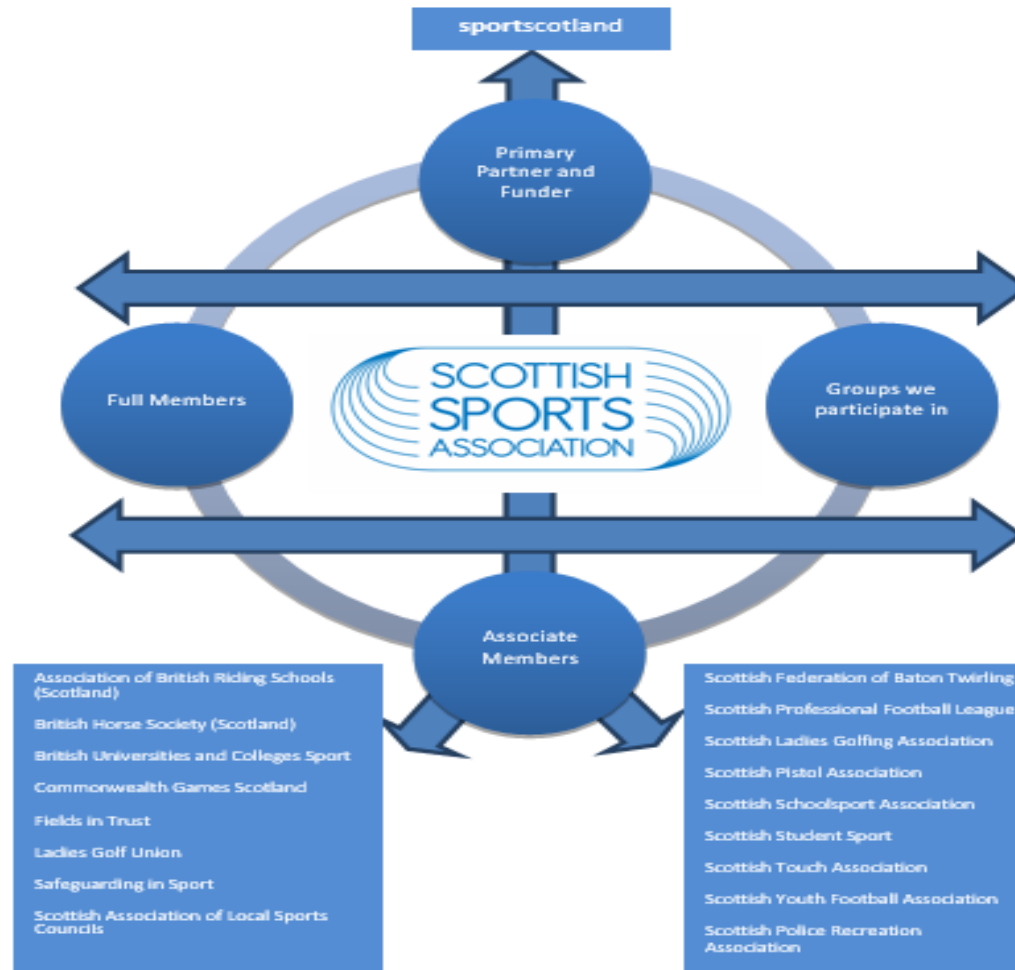 sportscotland
Primary
Partner and
Funder
Full Members
SCOTTISH
SPORTS
ASSOCIATION
Groups we
participate in
Associate
Members
Association of British Riding Schools
(Scotland)
British Horse Society (Scotland)
British Universities and Colleges Sport
Commonwealth Games Scotland
Fields in Trust
Ladies Golf Union
Safeguarding in Sport
Scottish Association of Local Sports
Councils
Scottish Federation of Baton Twirling
Scottish Professional Football League
Scottish Ladies Golfing Association
Scottish Pistol Association
Scottish Schoolsport Association
Scottish Student Sport
Scottish Touch Association
Scottish Youth Football Association
Scottish Police Recreation
Association